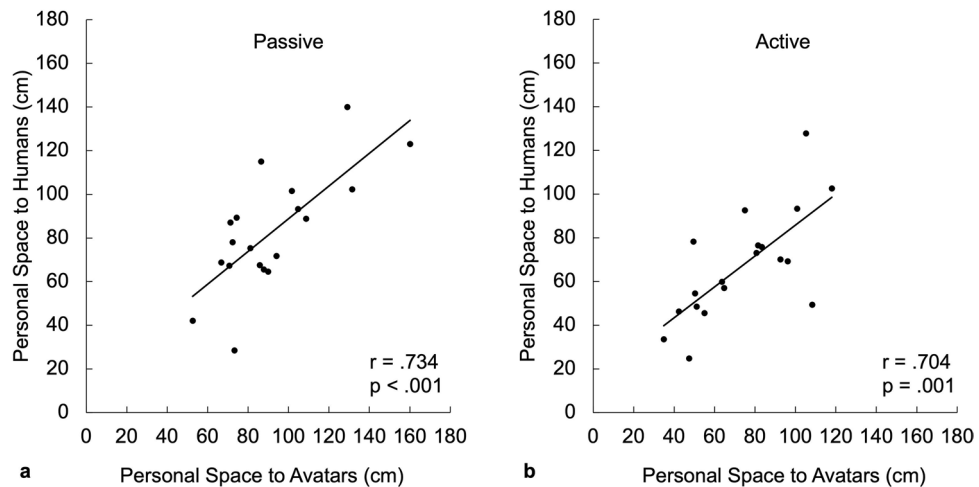 Passive
Personal Space to Humans (cm)
180
160
140
120
100
80
60
40
20
0
r = .734
p < .001
0 20 40 60 80 100 120 140 160 180
Personal Space to Avatars (cm)
a
Active
Personal Space to Humans (cm)
180
160
140
120
100
80
60
40
20
0
r = .704
p = .001
0 20 40 60 80 100 120 140 160 180
Personal Space to Avatars (cm)
b